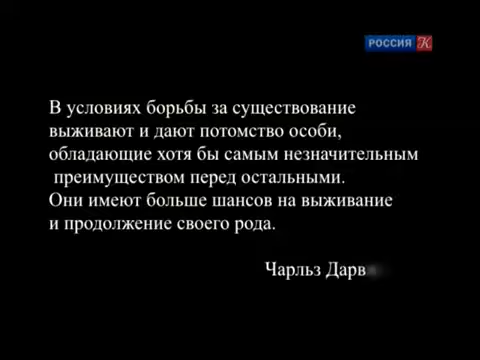 РОССИЯ К
В условиях борьбы за существование
выживают и дают потомство особи,
обладающие хотя бы самым незначительным
преимуществом перед остальными.
Они имеют больше шансов на выживание
и продолжение своего рода.
Чарльз